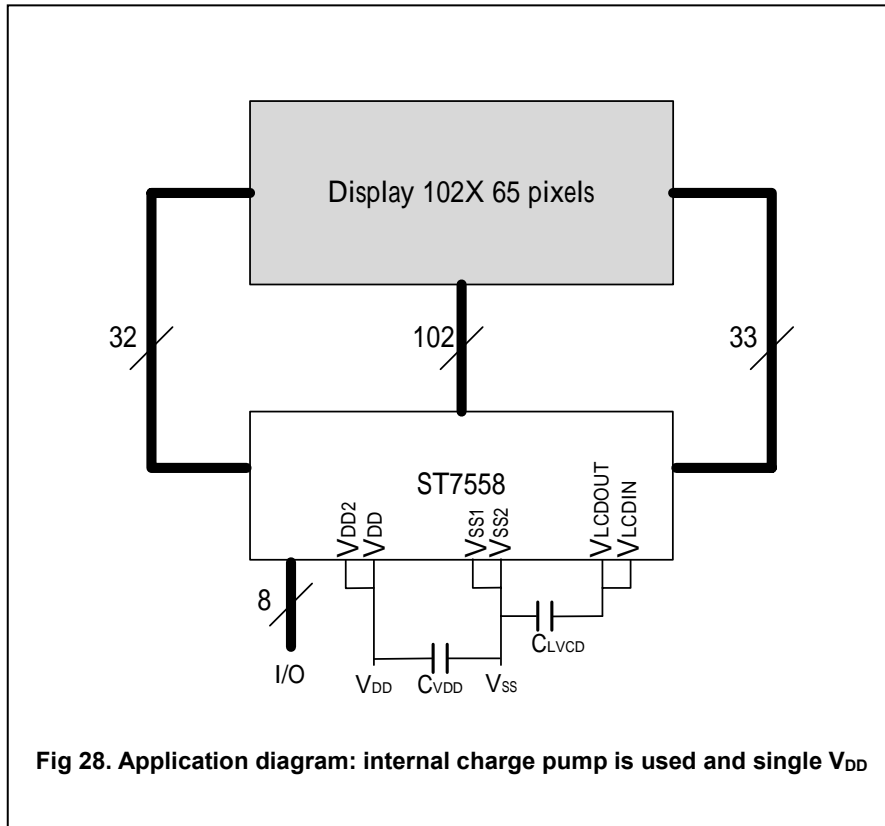 Display 102X 65 pixels
32
102
33
ST7558
VDD2
VDD
VSS1
VSS2
VLCDOUT
VLCDIN
8
I/O
CLVCD
VDD
CVDD
VSS
Fig 28. Application diagram: internal charge pump is used and single VDD